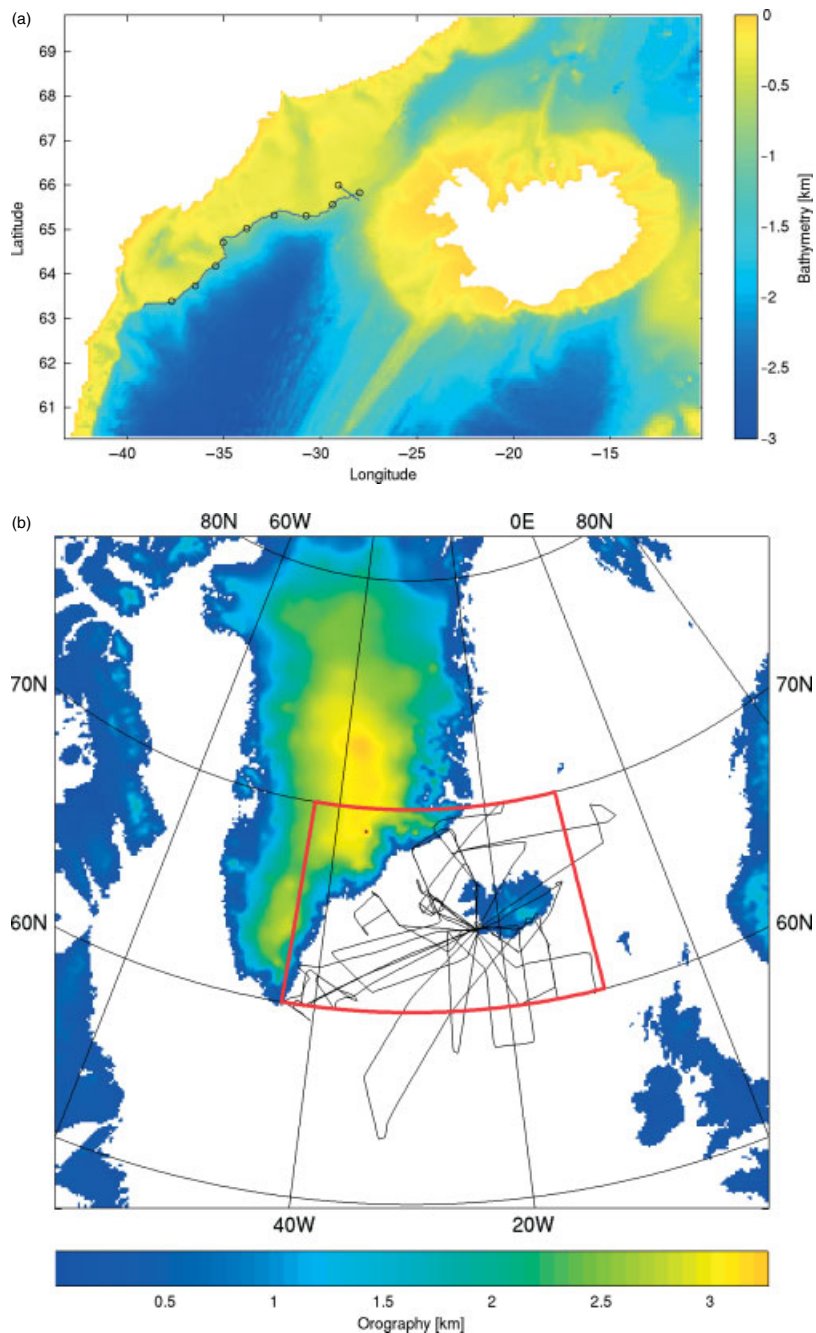 (a)
69
68
67
66
65
64
63
62
61
Latitude
−40
−35
−30
−25
−20
−15
Longitude
0
−0.5
−1
−1.5
−2
−2.5
−3
Bathymetry [km]
(b)
80N 60W 0E 80N
70N 70N
60N 60N
40W 20W
0.5 1 1.5 2 2.5 3
Orography [km]